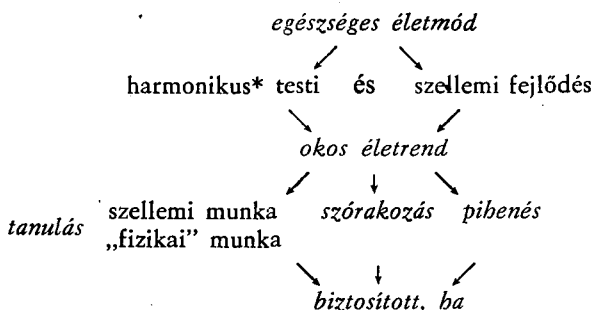 egészséges életmód
harmonikus* testi és szellemi fejlődés
okos életrend
szellemi munka szórakozás pihenés
tanulás
„fizikai” munka
biztosított, ha